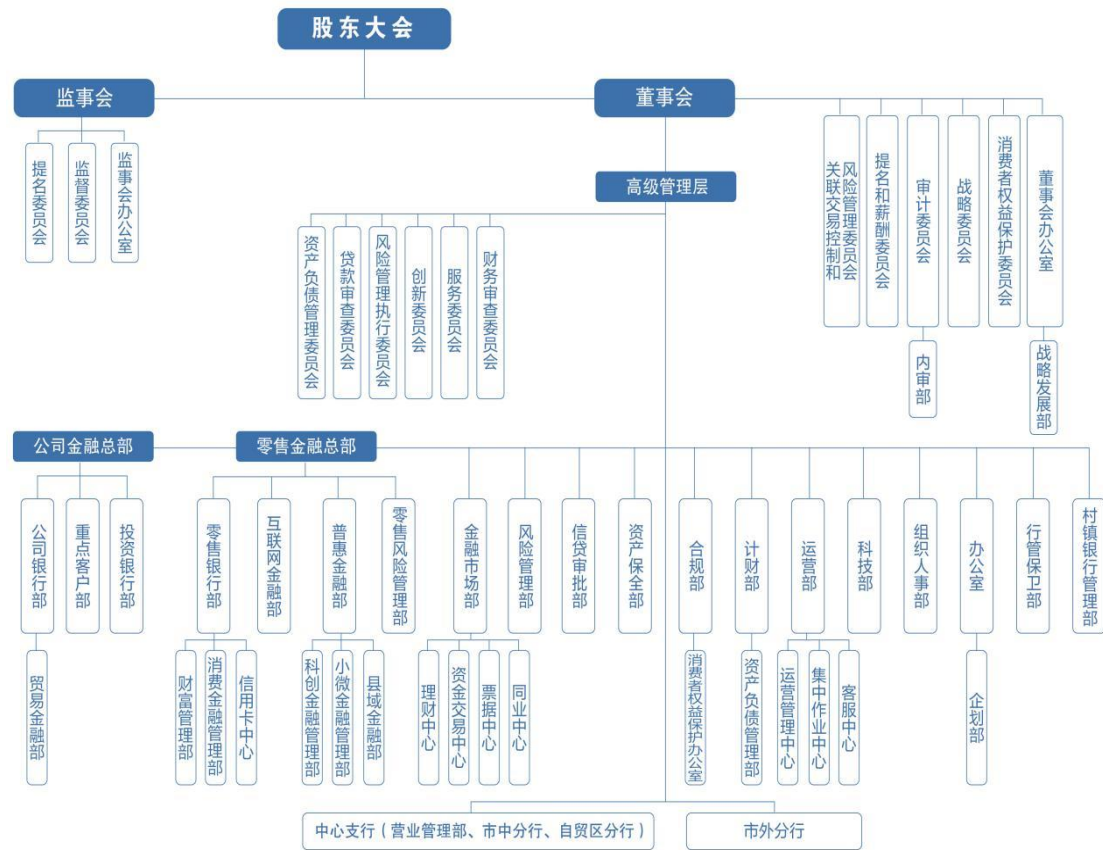 股东大会
监事会
董事会
提名委员会
监督委员会
监事会办公室
关联交易控制和
风险管理委员会
提名和薪酬委员会
审计委员会
战略委员会
消费者权益保护委员会
董事会办公室
高级管理层
资产负债管理委员会
贷款审查委员会
风险管理执行委员会
创新委员会
服务委员会
财务审查委员会
内审部
战略发展部
公司金融总部
零售金融总部
公司银行部
重点客户部
投资银行部
零售银行部
互联网金融部
普惠金融部
零售风险管理部
金融市场部
风险管理部
信贷审批部
资产保全部
合规部
计财部
运营部
科技部
组织人事部
办公室
行管保卫部
村镇银行管理部
贸易金融部
财富管理部
消费金融管理部
信用卡中心
科创金融管理部
小微金融管理部
县域金融部
理财中心
资金交易中心
票据中心
同业中心
消费者权益保护办公室
资产负债管理部
运营管理中心
集中作业中心
客服中心
企划部
中心支行（营业管理部、市中分行、自贸区分行）
市外分行